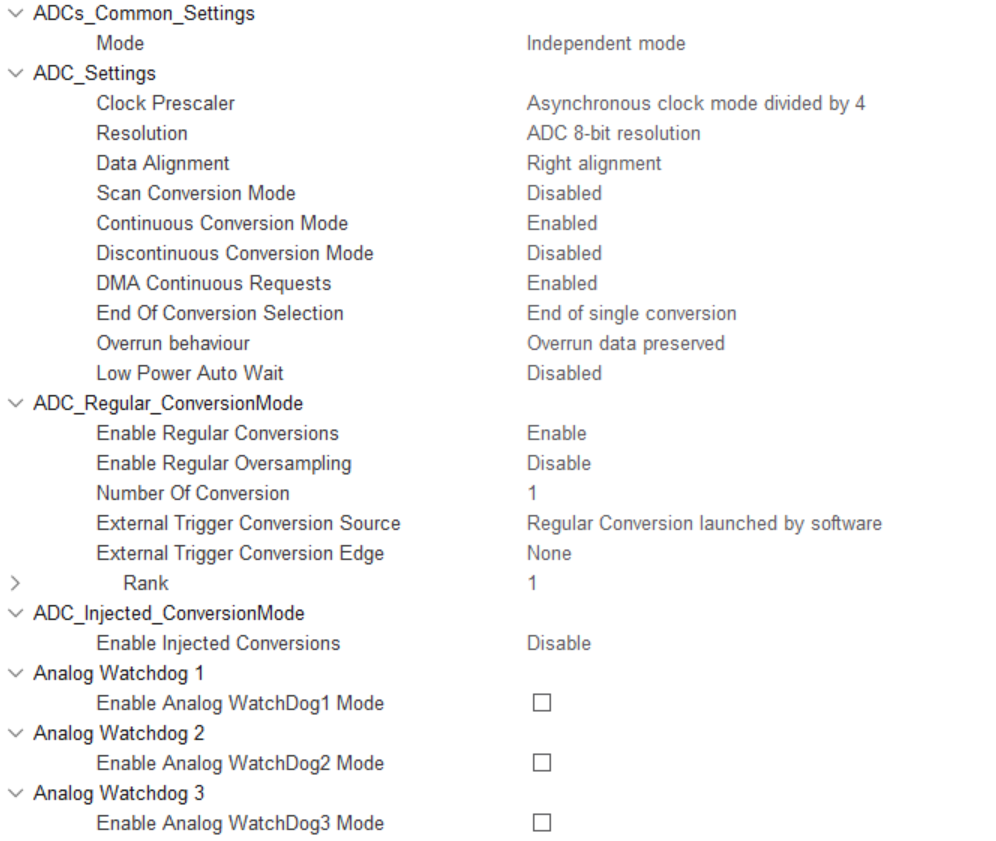 ADCs_Common_Settings
Mode Independent mode
ADC_Settings
Clock Prescaler Asynchronous clock mode divided by 4
Resolution ADC 8-bit resolution
Data Alignment Right alignment
Scan Conversion Mode Disabled
Continuous Conversion Mode Enabled
Discontinuous Conversion Mode Disabled
DMA Continuous Requests Enabled
End Of Conversion Selection End of single conversion
Overrun behaviour Overrun data preserved
Low Power Auto Wait Disabled
ADC_Regular_ConversionMode
Enable Regular Conversions Enable
Enable Regular Oversampling Disable
Number Of Conversion 1
External Trigger Conversion Source Regular Conversion launched by software
External Trigger Conversion Edge None
Rank 1
ADC_Injected_ConversionMode
Enable Injected Conversions Disable
Analog Watchdog 1
Enable Analog WatchDog1 Mode
Analog Watchdog 2
Enable Analog WatchDog2 Mode
Analog Watchdog 3
Enable Analog WatchDog3 Mode